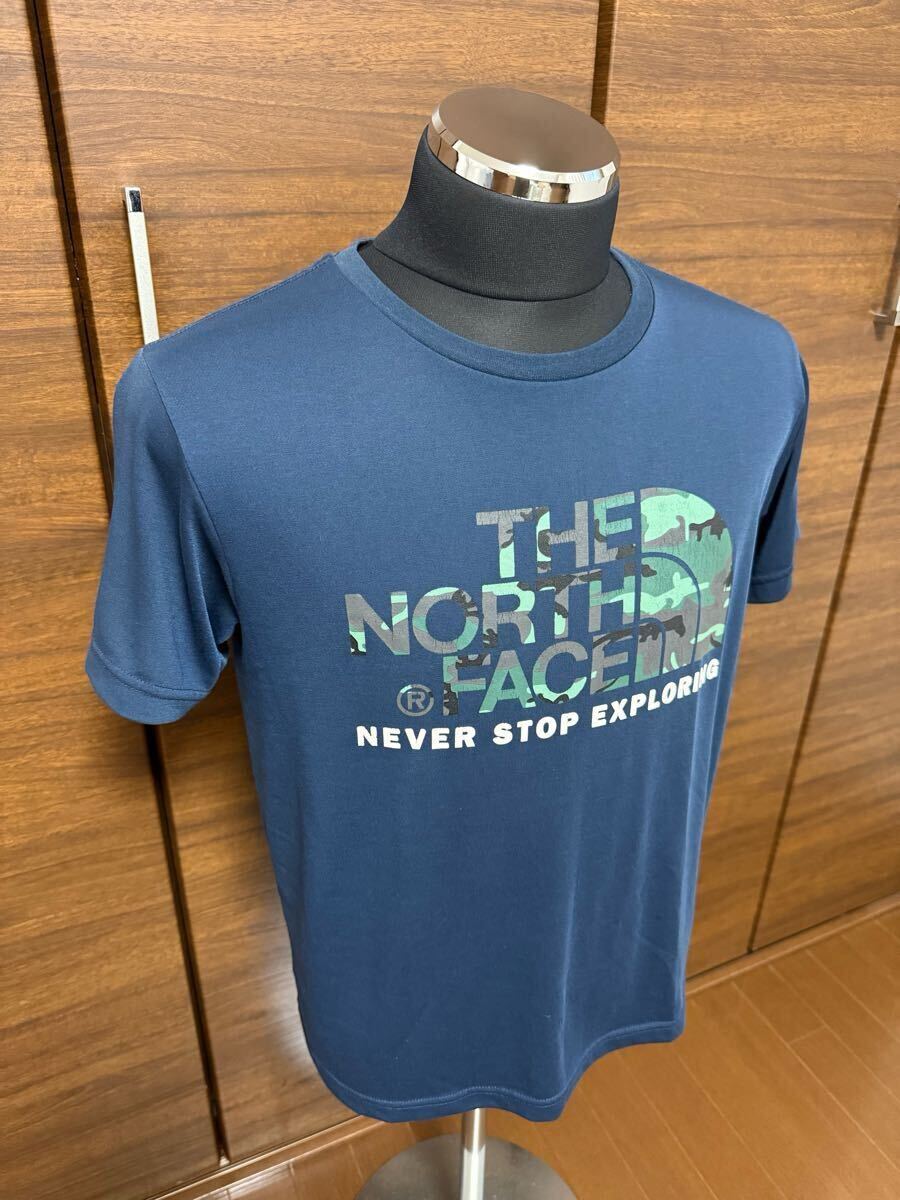 THE
NORTH
® FACE
NEVER STOP EXPLORING